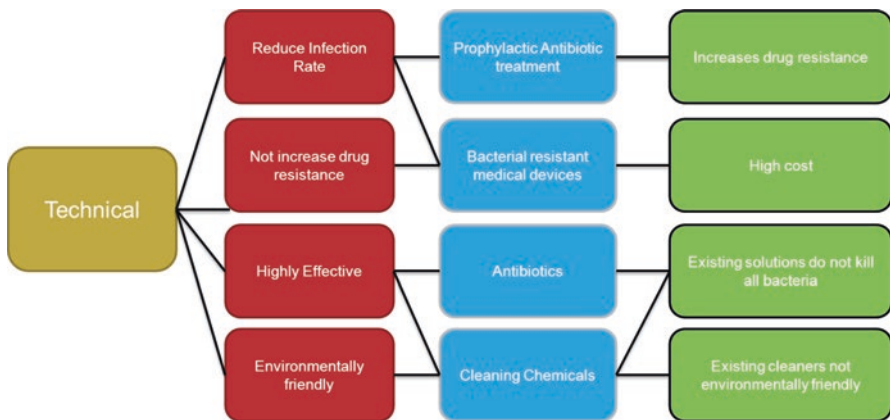 Technical
Reduce Infection
Rate
Prophylactic Antibiotic
treatment
Increases drug resistance
Not increase drug
resistance
Bacterial resistant
medical devices
High cost
Highly Effective
Antibiotics
Existing solutions do not kill
all bacteria
Environmentally
friendly
Cleaning Chemicals
Existing cleaners not
environmentally friendly